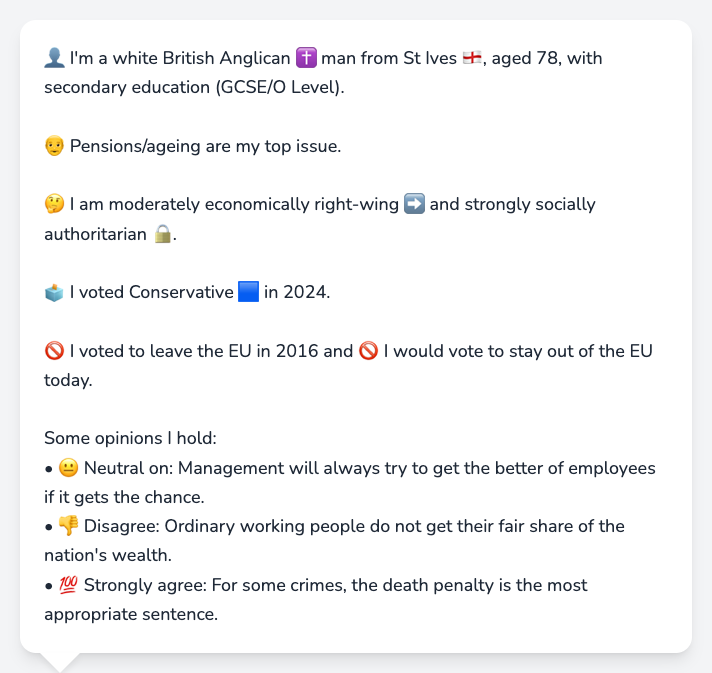 👤 I'm a white British Anglican ✝️ man from St Ives 🏴󠁧󠁢󠁥󠁮󠁧󠁿, aged 78, with
secondary education (GCSE/O Level).
👴 Pensions/ageing are my top issue.
🤔 I am moderately economically right-wing ➡️ and strongly socially
authoritarian 🔒.
🗳️ I voted Conservative 🟦 in 2024.
🚫 I voted to leave the EU in 2016 and 🚫 I would vote to stay out of the EU
today.
Some opinions I hold:
• 😐 Neutral on: Management will always try to get the better of employees
if it gets the chance.
• 👎 Disagree: Ordinary working people do not get their fair share of the
nation's wealth.
• 💯 Strongly agree: For some crimes, the death penalty is the most
appropriate sentence.